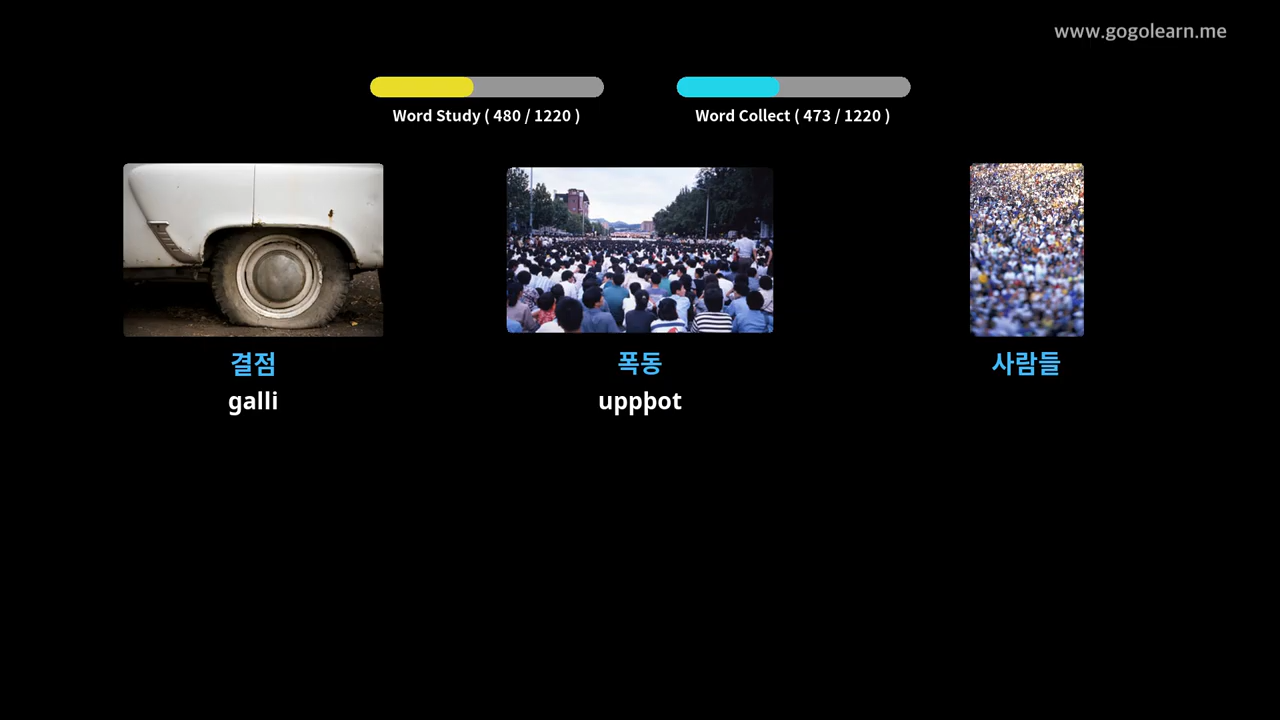 www.gogolearn.me
Word Study ( 480 / 1220 )
Word Collect ( 473 / 1220 )
결점
폭동
사람들
galli
uppþot